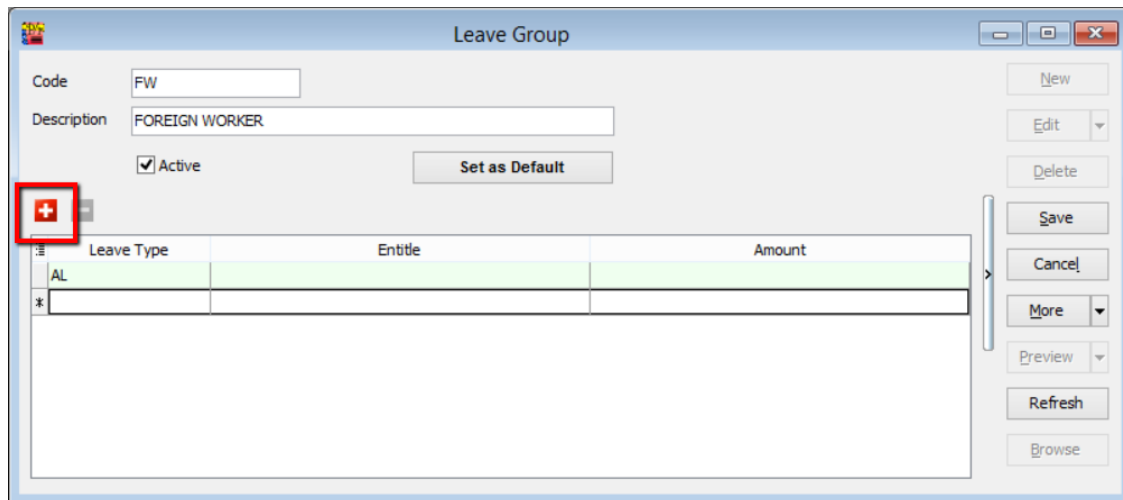 Leave Group
Code FW
Description FOREIGN WORKER
Active Set as Default
Leave Type Entitle Amount
AL
*
New
Edit
Delete
Save
Cancel
More
Preview
Refresh
Browse